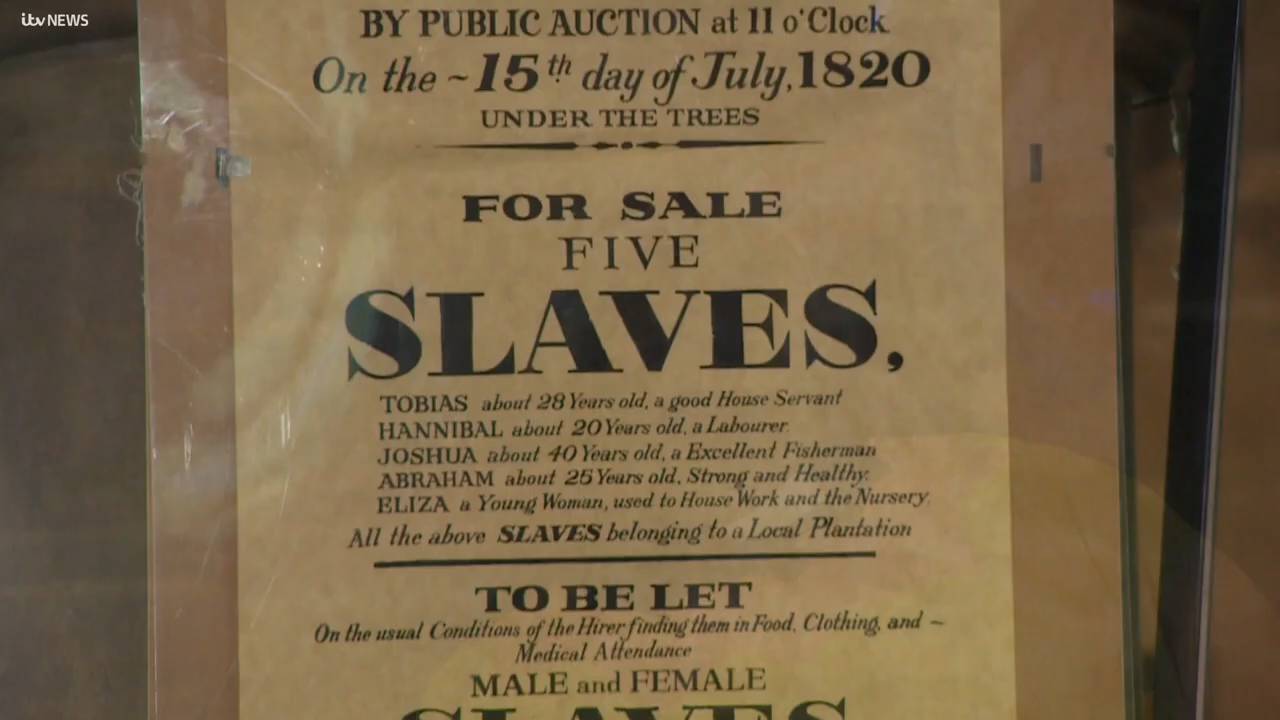 itv NEWS
BY PUBLIC AUCTION at 11 o'Clock
On the ~ 15th day of July, 1820
UNDER THE TREES
FOR SALE
FIVE
SLAVES,
TOBIAS about 28 Years old, a good House Servant
HANNIBAL about 20 Years old, a Labourer.
JOSHUA about 40 Years old, a Excellent Fisherman
ABRAHAM about 25 Years old, Strong and Healthy.
ELIZA a Young Woman, used to House Work and the Nursery.
All the above SLAVES belonging to a Local Plantation
TO BE LET
On the usual Conditions of the Hirer finding them in Food, Clothing, and ~
Medical Attendance
MALE and FEMALE
SLAVES